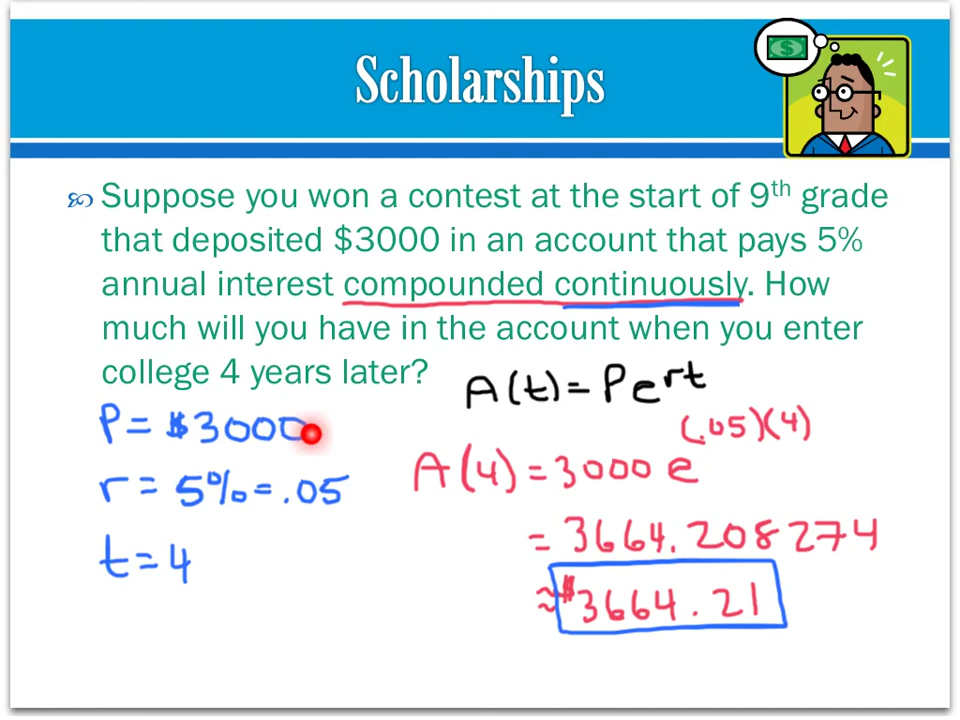 Scholarships
$
Suppose you won a contest at the start of 9th grade
that deposited $3000 in an account that pays 5%
annual interest compounded continuously. How
much will you have in the account when you enter
college 4 years later?
A(t) = Pe^rt
P = $3000
r = 5% = .05
t = 4
A(4) = 3000 e^(.05)(4)
= 3664.208274
≈ $3664.21